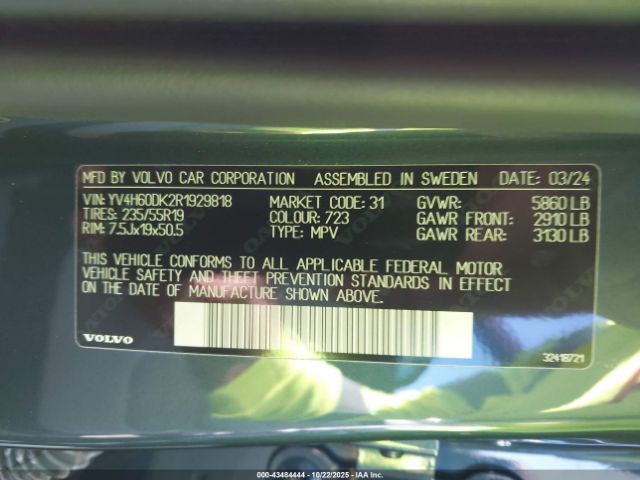 MFD BY VOLVO CAR CORPORATION ASSEMBLED IN SWEDEN DATE: 03/24
VIN: YV4H60DK2R1929818 MARKET CODE: 31 GVWR: 5860 LB
TIRES: 235/55R19 COLOUR: 723 GAWR FRONT: 2910 LB
RIM: 7.5Jx19x50.5 TYPE: MPV GAWR REAR: 3130 LB
THIS VEHICLE CONFORMS TO ALL APPLICABLE FEDERAL MOTOR
VEHICLE SAFETY AND THEFT PREVENTION STANDARDS IN EFFECT
ON THE DATE OF MANUFACTURE SHOWN ABOVE.
VOLVO 32418721
000-43484444 - 10/22/2025 - IAA Inc.